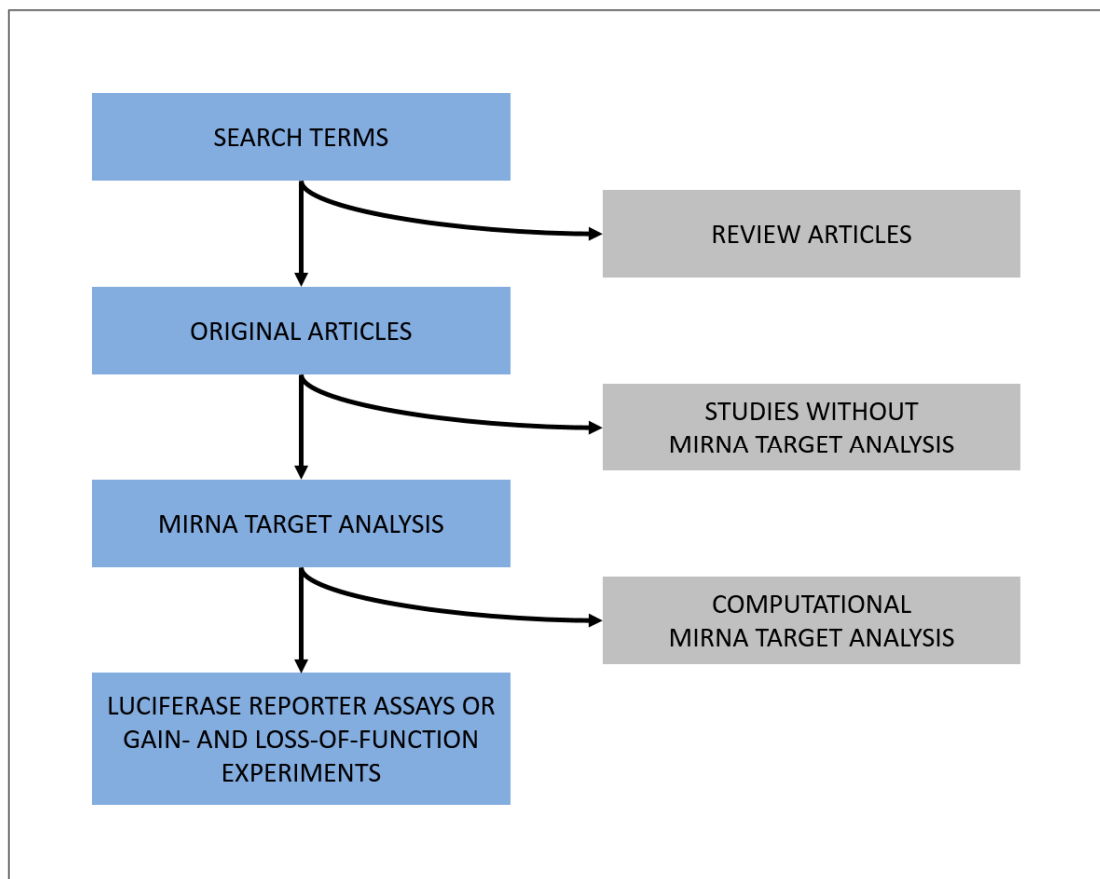 SEARCH TERMS
REVIEW ARTICLES
ORIGINAL ARTICLES
STUDIES WITHOUT
MIRNA TARGET ANALYSIS
MIRNA TARGET ANALYSIS
COMPUTATIONAL
MIRNA TARGET ANALYSIS
LUCIFERASE REPORTER ASSAYS OR
GAIN- AND LOSS-OF-FUNCTION
EXPERIMENTS